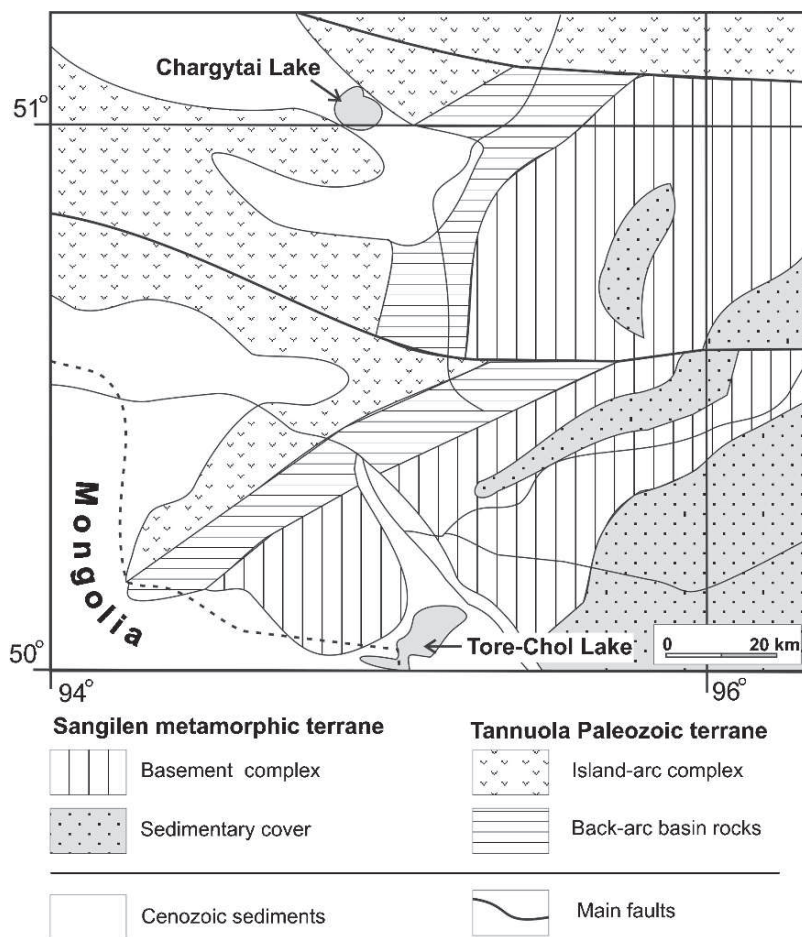 Chargytai Lake
51°
Mongolia
50°
Tore-Chol Lake
0 20 km
94° 96°
Sangilen metamorphic terrane
Tannuola Paleozoic terrane
Basement complex
Island-arc complex
Sedimentary cover
Back-arc basin rocks
Cenozoic sediments
Main faults